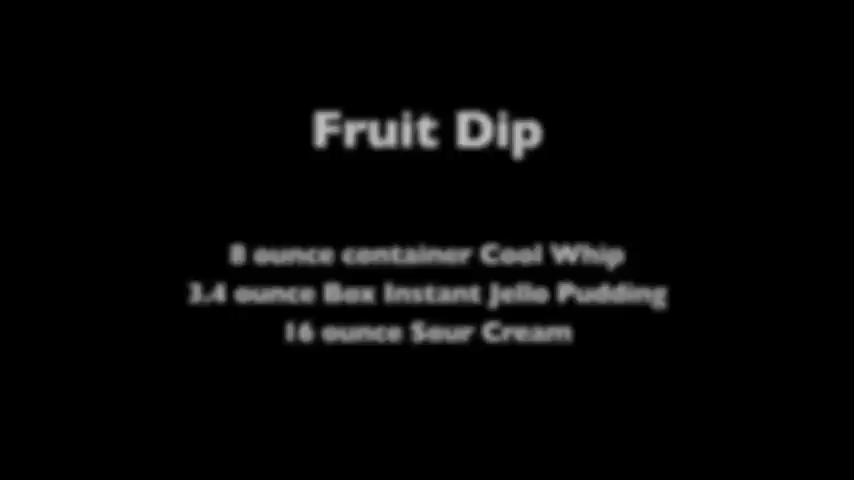 Fruit Dip
8 ounce container Cool Whip
3.4 ounce Box Instant Jello Pudding
16 ounce Sour Cream